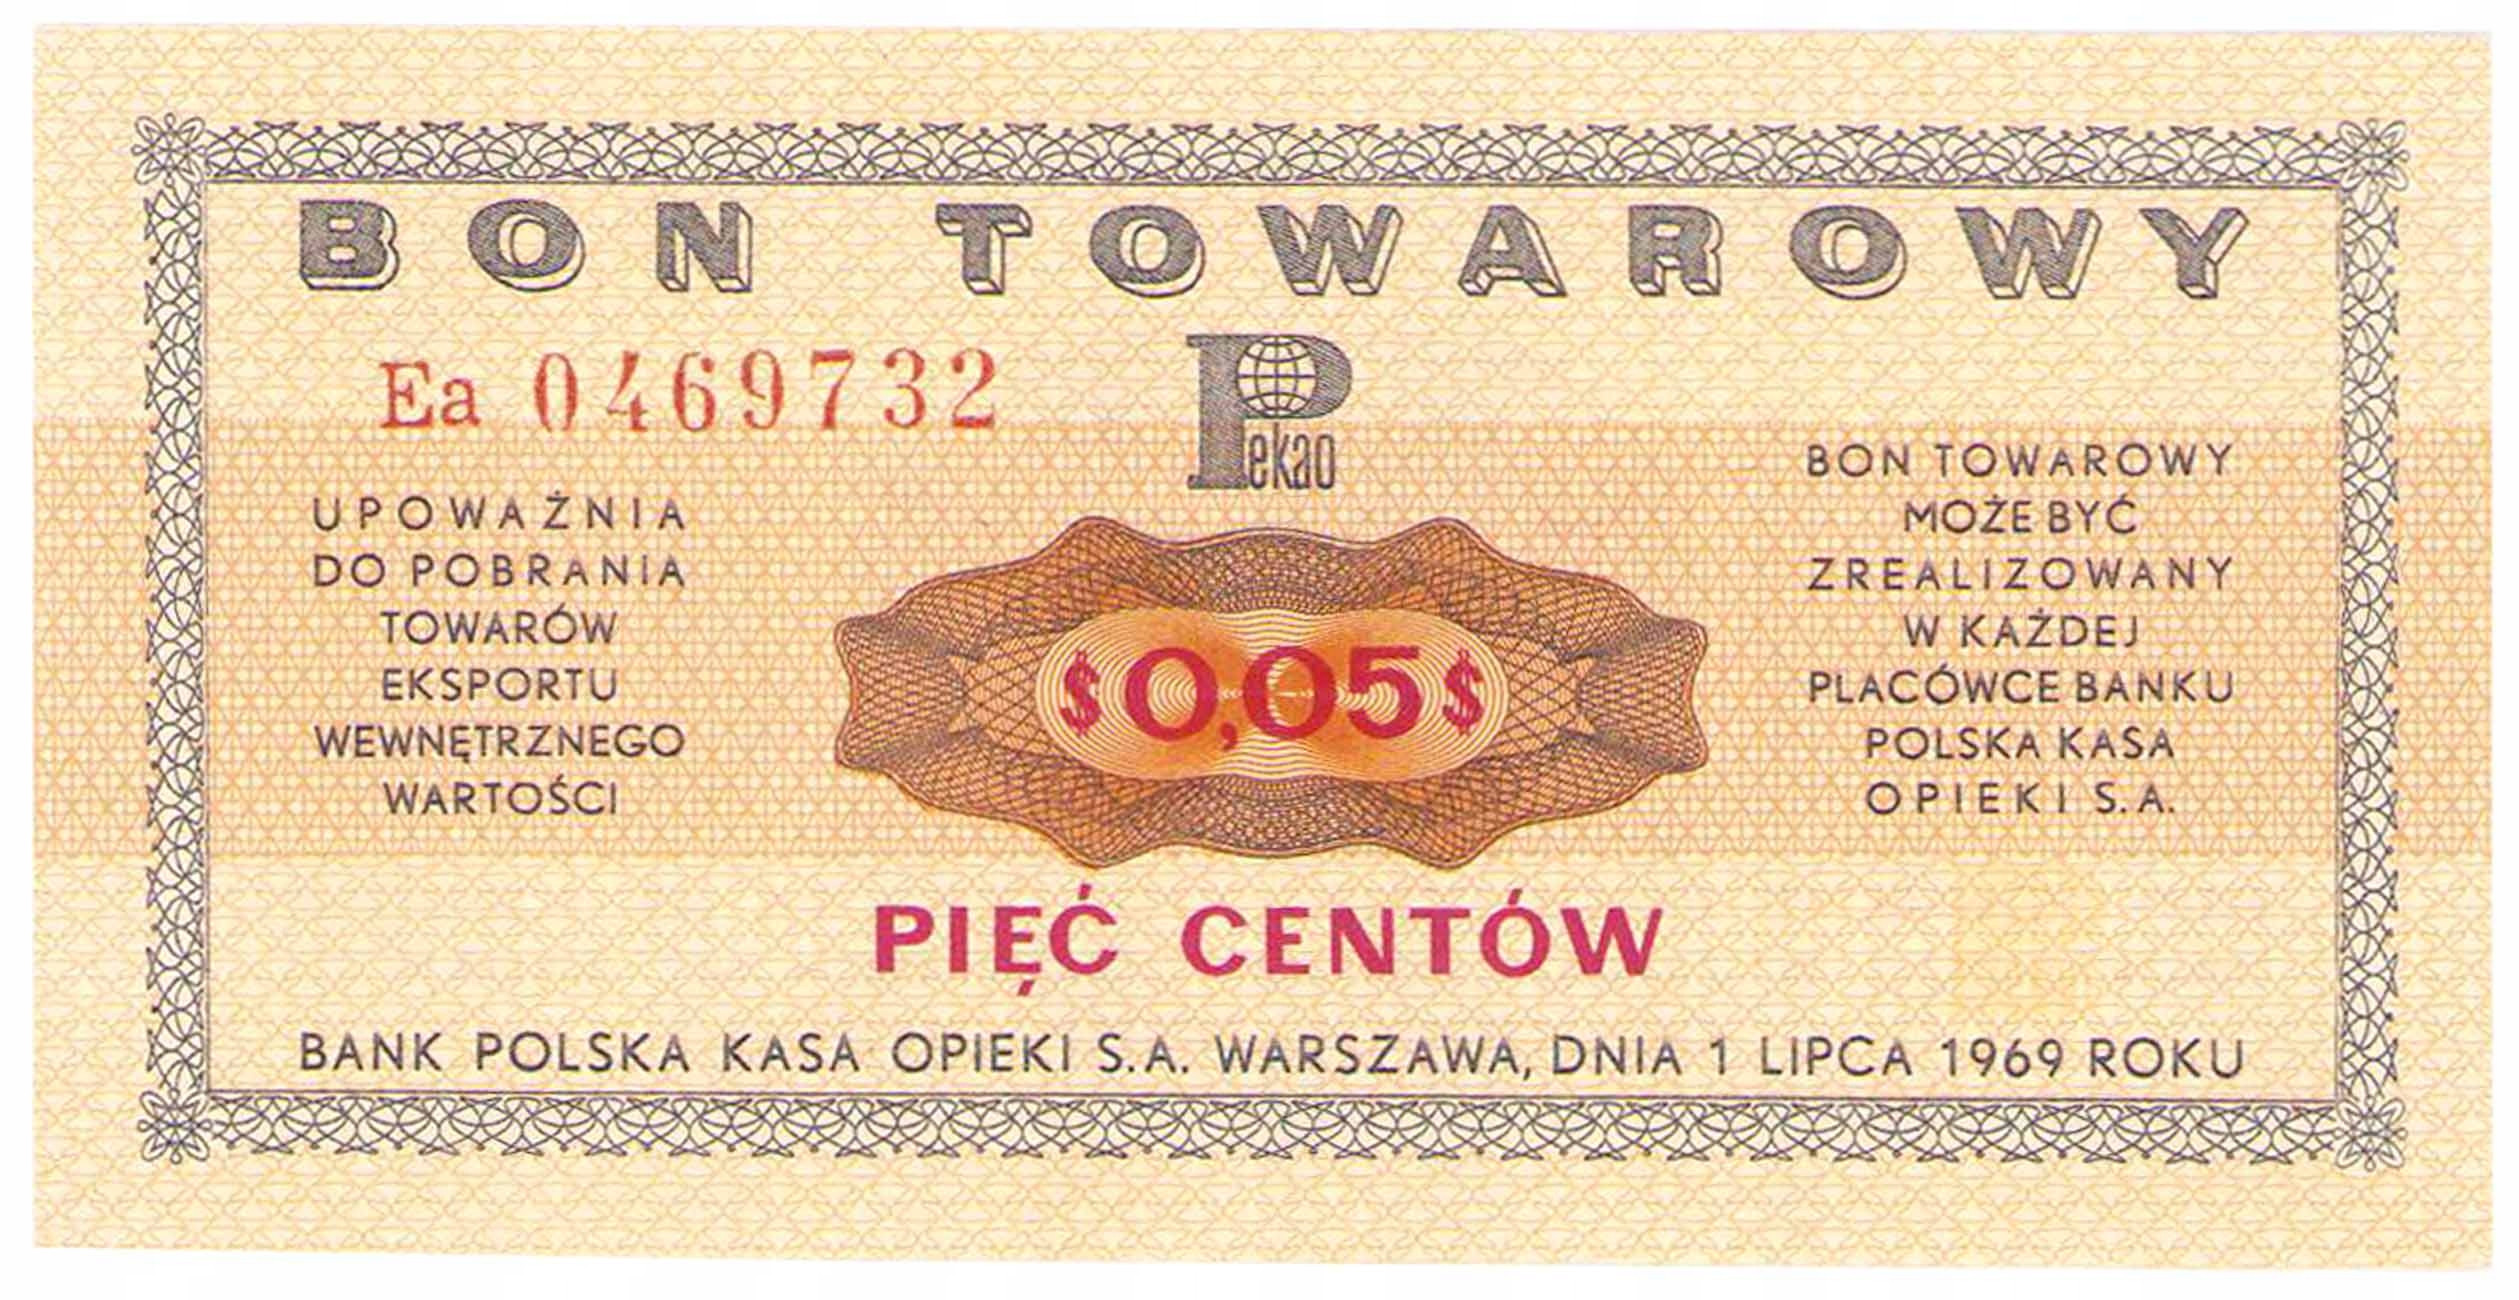 BON TOWAROWY
Ea 0469732
Pekao
UPOWAŻNIA
DO POBRANIA
TOWARÓW
EKSPORTU
WEWNĘTRZNEGO
WARTOŚCI
$0,05$
BON TOWAROWY
MOŻE BYĆ
ZREALIZOWANY
W KAŻDEJ
PLACÓWCE BANKU
POLSKA KASA
OPIEKI S.A.
PIĘĆ CENTÓW
BANK POLSKA KASA OPIEKI S.A. WARSZAWA, DNIA 1 LIPCA 1969 ROKU